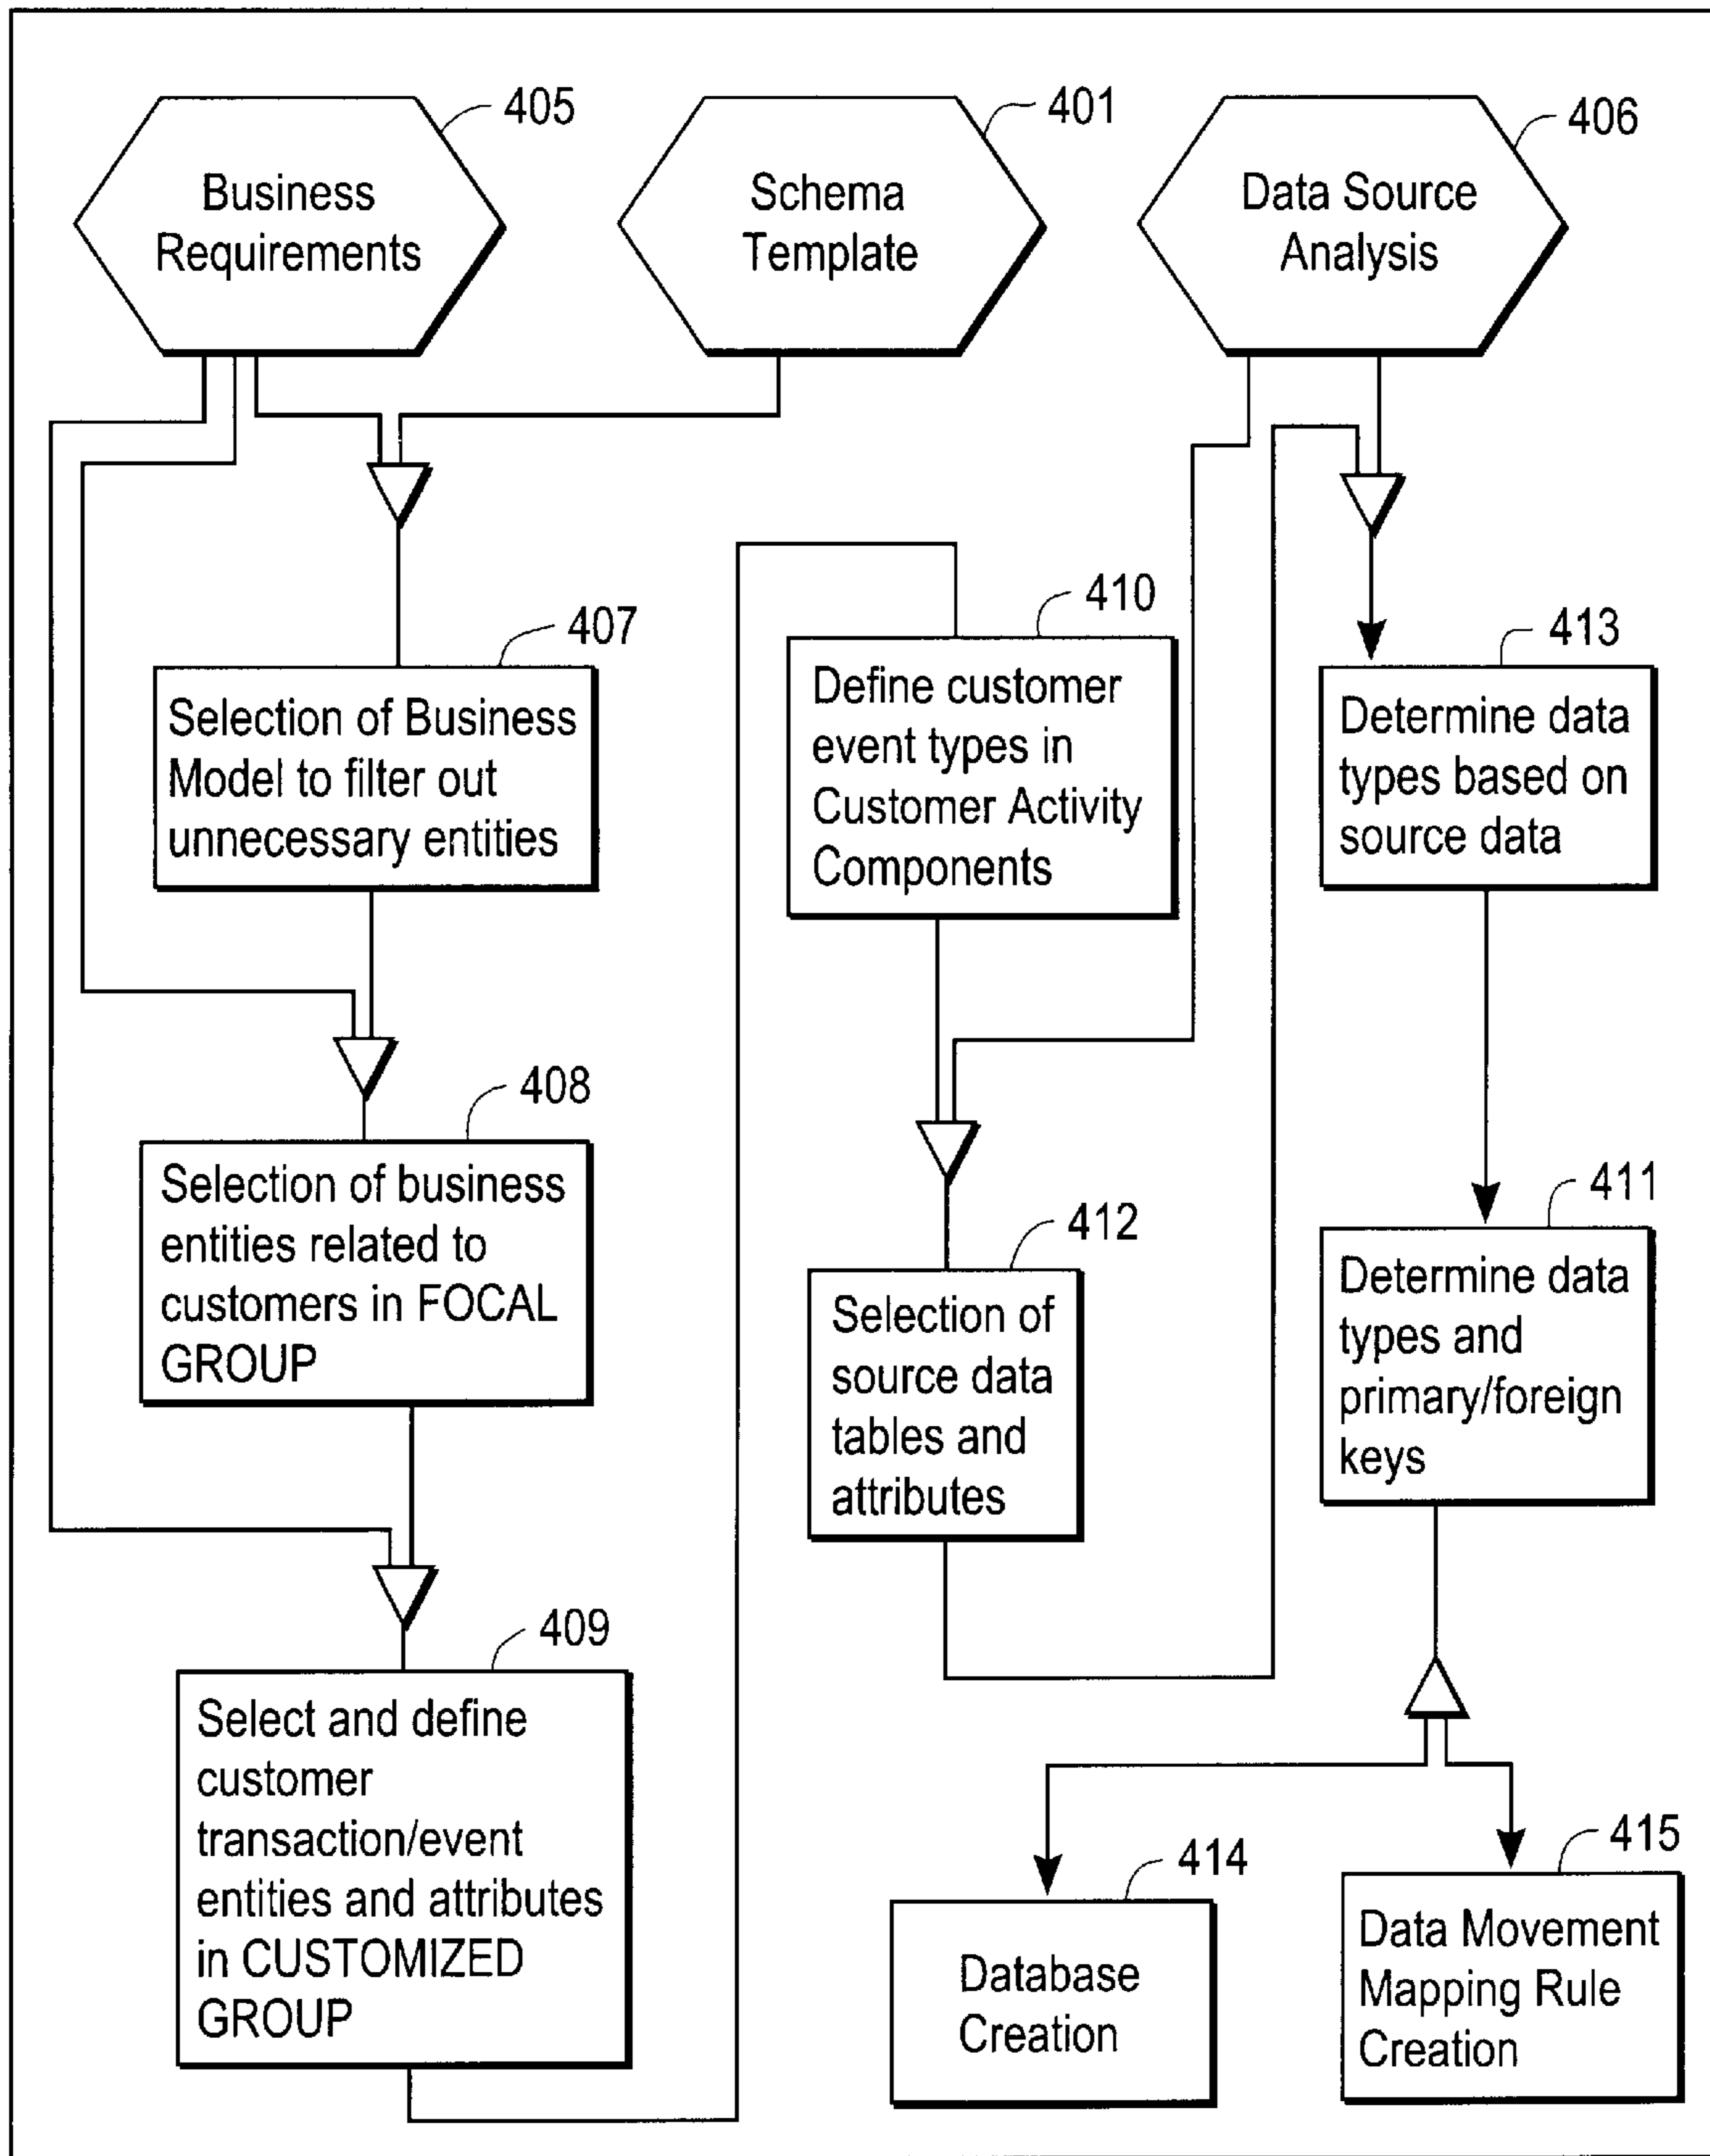 405
Business
Requirements
401
Schema
Template
406
Data Source
Analysis
407
Selection of Business
Model to filter out
unnecessary entities
410
Define customer
event types in
Customer Activity
Components
413
Determine data
types based on
source data
408
Selection of business
entities related to
customers in FOCAL
GROUP
412
Selection of
source data
tables and
attributes
411
Determine data
types and
primary/foreign
keys
409
Select and define
customer
transaction/event
entities and attributes
in CUSTOMIZED
GROUP
414
Database
Creation
415
Data Movement
Mapping Rule
Creation